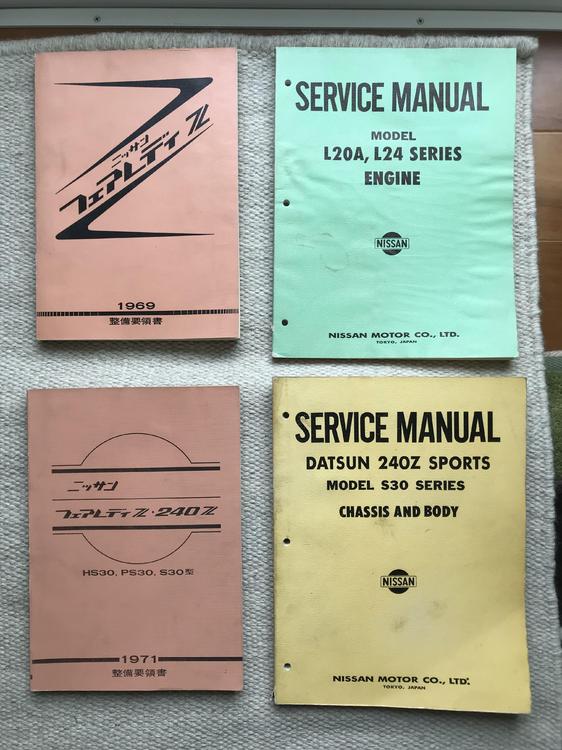 ニッサン
フェアレディZ
1969
整備要領書
SERVICE MANUAL
MODEL
L20A, L24 SERIES
ENGINE
NISSAN
NISSAN MOTOR CO., LTD.
TOKYO, JAPAN
ニッサン
フェアレディZ・240Z
HS30, PS30, S30型
1971
整備要領書
SERVICE MANUAL
DATSUN 240Z SPORTS
MODEL S30 SERIES
CHASSIS AND BODY
NISSAN
NISSAN MOTOR CO., LTD.
TOKYO, JAPAN